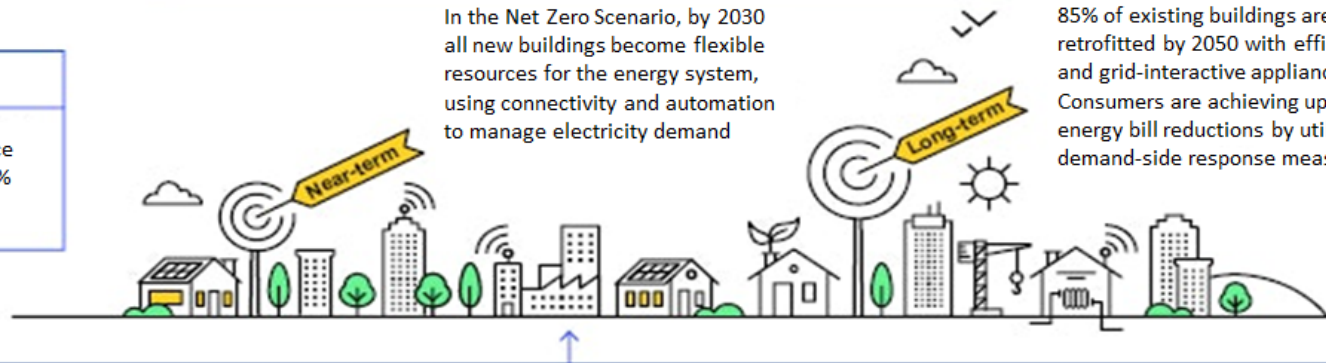 ce
%
In the Net Zero Scenario, by 2030
all new buildings become flexible
resources for the energy system,
using connectivity and automation
to manage electricity demand
Near-term
Long-term
85% of existing buildings are
retrofitted by 2050 with
and grid-interactive
Consumers are achieving up
energy bill reductions by
demand-side response